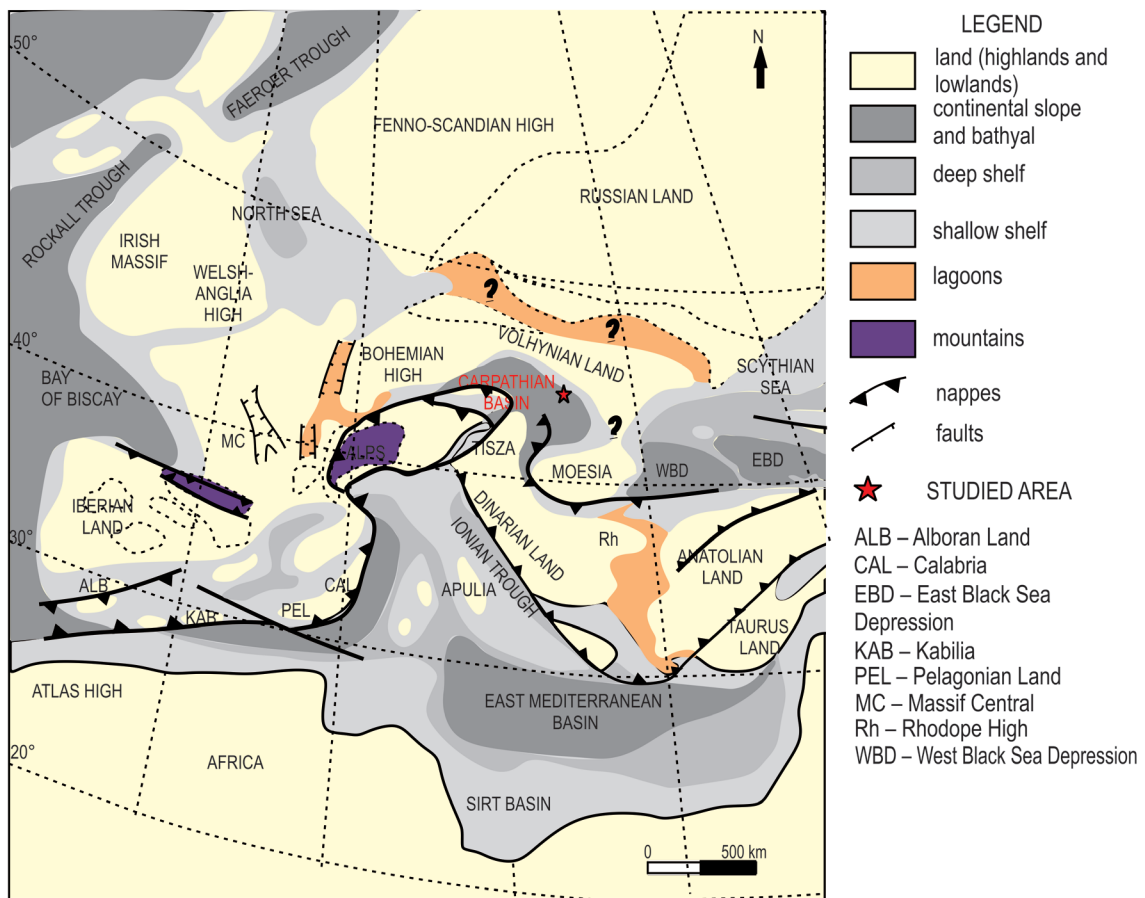 50°
FAEROER TROUGH
N
FENNO-SCANDIAN HIGH
ROCKALL TROUGH
NORTH SEA
RUSSIAN LAND
IRISH
MASSIF
WELSH-
ANGLIA
HIGH
?
?
40°
BAY
OF BISCAY
BOHEMIAN
HIGH
VOLHYNIAN LAND
SCYTHIAN
SEA
CARPATHIAN
BASIN
?
MC
ALPS
TISZA
MOESIA
WBD
EBD
IBERIAN
LAND
DINARIAN LAND
IONIAN TROUGH
Rh
ANATOLIAN
LAND
30°
ALB
KAB
PEL
CAL
APULIA
TAURUS
LAND
ATLAS HIGH
EAST MEDITERRANEAN
BASIN
20°
AFRICA
SIRT BASIN
0 500 km
LEGEND
land (highlands and
lowlands)
continental slope
and bathyal
deep shelf
shallow shelf
lagoons
mountains
nappes
faults
STUDIED AREA
ALB – Alboran Land
CAL – Calabria
EBD – East Black Sea
Depression
KAB – Kabilia
PEL – Pelagonian Land
MC – Massif Central
Rh – Rhodope High
WBD – West Black Sea Depression